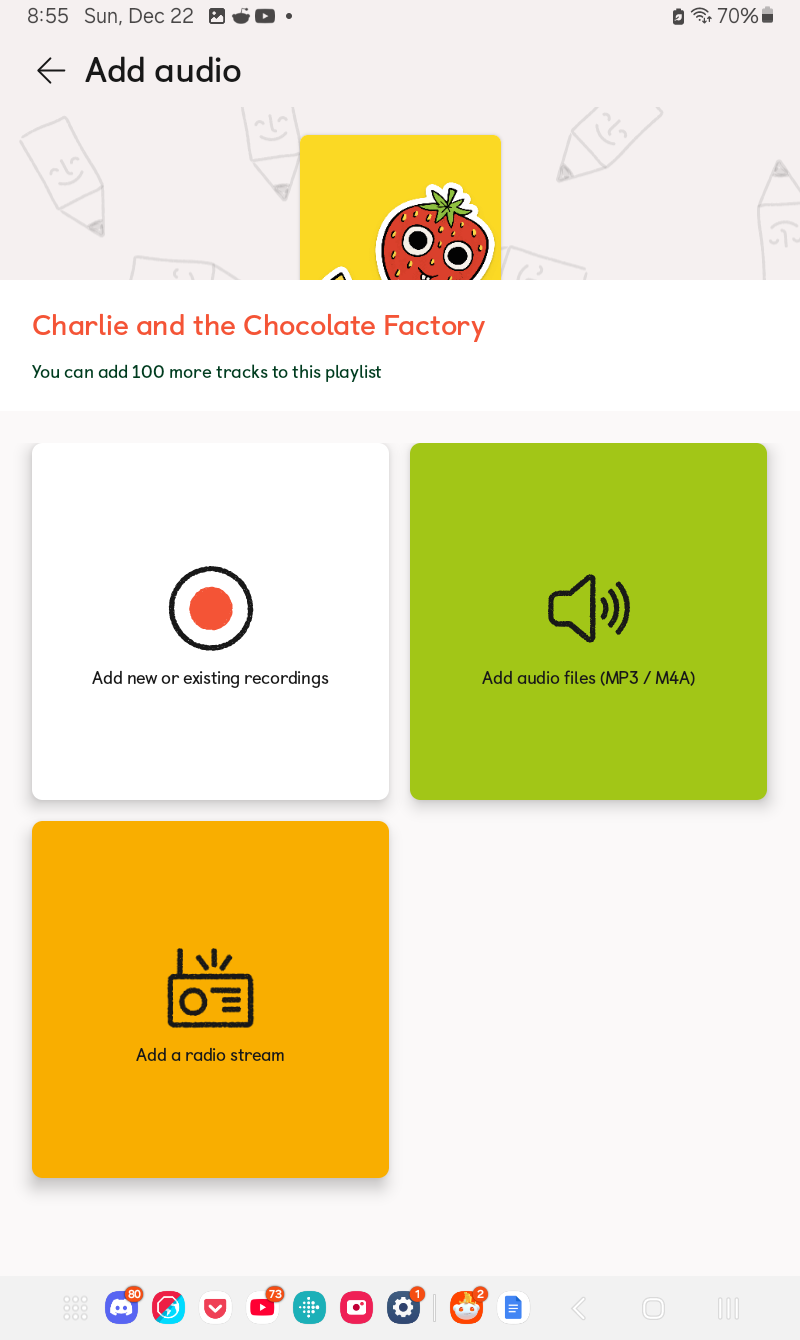 8:55 Sun, Dec 22
70%
Add audio
Charlie and the Chocolate Factory
You can add 100 more tracks to this playlist
Add new or existing recordings
Add audio files (MP3 / M4A)
Add a radio stream
80
73
1
2